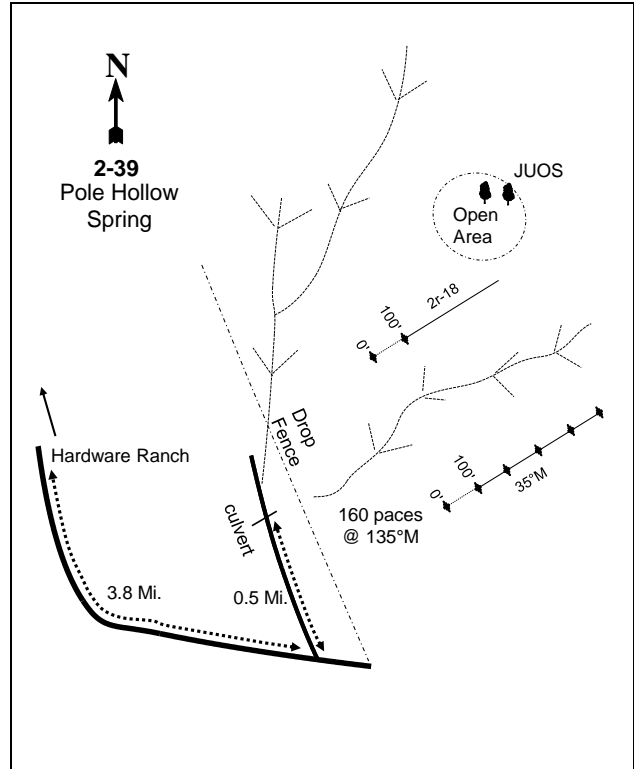 N
2-39
Pole Hollow
Spring
JUOS
Open
Area
2r-18
100'
0'
Drop
Fence
Hardware Ranch
culvert
100'
0'
35°M
160 paces
@ 135°M
3.8 Mi.
0.5 Mi.